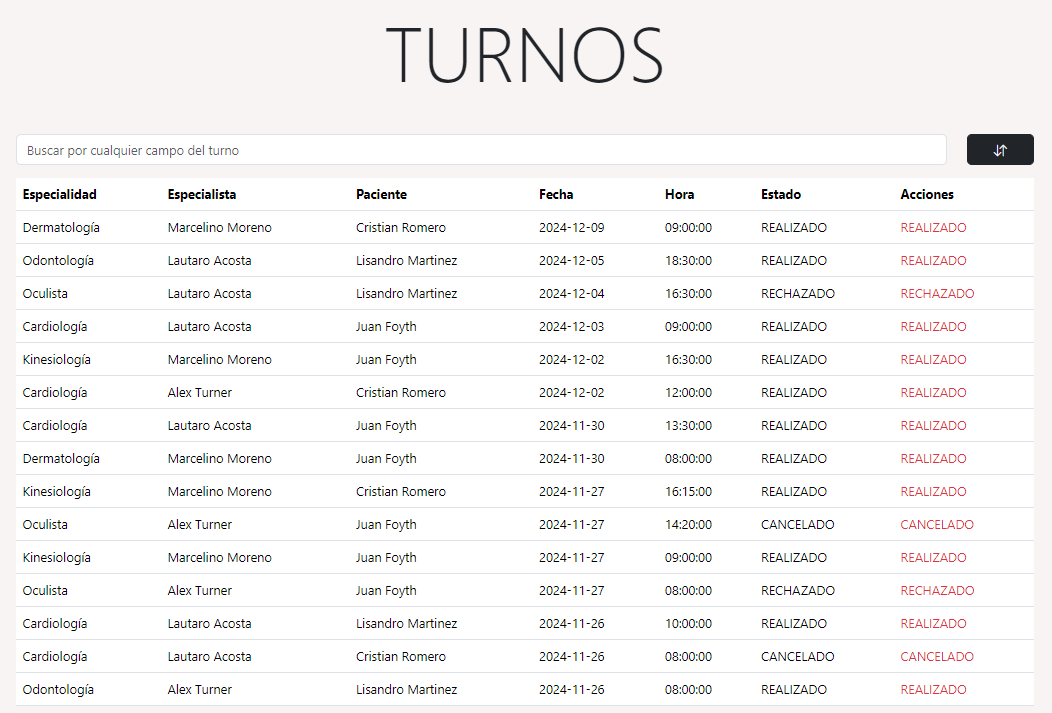 TURNOS
Buscar por cualquier campo del turno
Especialidad Especialista Paciente Fecha Hora Estado Acciones
Dermatología Marcelino Moreno Cristian Romero 2024-12-09 09:00:00 REALIZADO REALIZADO
Odontología Lautaro Acosta Lisandro Martinez 2024-12-05 18:30:00 REALIZADO REALIZADO
Oculista Lautaro Acosta Lisandro Martinez 2024-12-04 16:30:00 RECHAZADO RECHAZADO
Cardiología Lautaro Acosta Juan Foyth 2024-12-03 09:00:00 REALIZADO REALIZADO
Kinesiología Marcelino Moreno Juan Foyth 2024-12-02 16:30:00 REALIZADO REALIZADO
Cardiología Alex Turner Cristian Romero 2024-12-02 12:00:00 REALIZADO REALIZADO
Cardiología Lautaro Acosta Juan Foyth 2024-11-30 13:30:00 REALIZADO REALIZADO
Dermatología Marcelino Moreno Juan Foyth 2024-11-30 08:00:00 REALIZADO REALIZADO
Kinesiología Marcelino Moreno Cristian Romero 2024-11-27 16:15:00 REALIZADO REALIZADO
Oculista Alex Turner Juan Foyth 2024-11-27 14:20:00 CANCELADO CANCELADO
Kinesiología Marcelino Moreno Juan Foyth 2024-11-27 09:00:00 REALIZADO REALIZADO
Oculista Alex Turner Juan Foyth 2024-11-27 08:00:00 RECHAZADO RECHAZADO
Cardiología Lautaro Acosta Lisandro Martinez 2024-11-26 10:00:00 REALIZADO REALIZADO
Cardiología Lautaro Acosta Cristian Romero 2024-11-26 08:00:00 CANCELADO CANCELADO
Odontología Alex Turner Lisandro Martinez 2024-11-26 08:00:00 REALIZADO REALIZADO